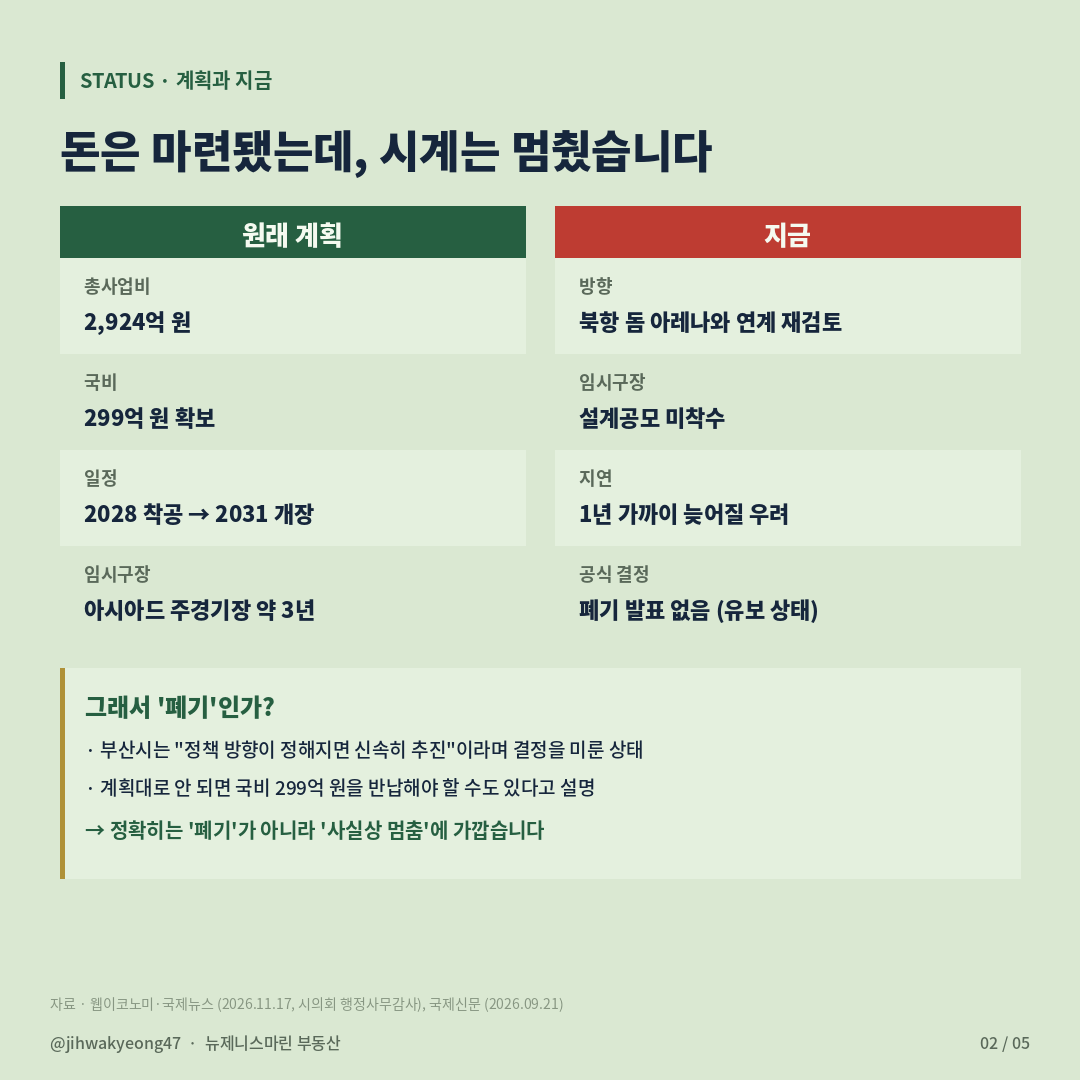 STATUS · 계획과 지금
돈은 마련됐는데, 시계는 멈췄습니다
원래 계획
총사업비
2,924억 원
국비
299억 원 확보
일정
2028 착공 → 2031 개장
임시구장
아시아드 주경기장 약 3년
지금
방향
북항 돔 아레나와 연계 재검토
임시구장
설계공모 미착수
지연
1년 가까이 늦어질 우려
공식 결정
폐기 발표 없음 (유보 상태)
그래서 '폐기'인가?
· 부산시는 "정책 방향이 정해지면 신속히 추진"이라며 결정을 미룬 상태
· 계획대로 안 되면 국비 299억 원을 반납해야 할 수도 있다고 설명
→ 정확히는 '폐기'가 아니라 '사실상 멈춤'에 가깝습니다
자료 · 웹이코노미·국제뉴스 (2026.11.17, 시의회 행정사무감사), 국제신문 (2026.09.21)
@jihwakyeong47 · 뉴제니스마린 부동산
02 / 05